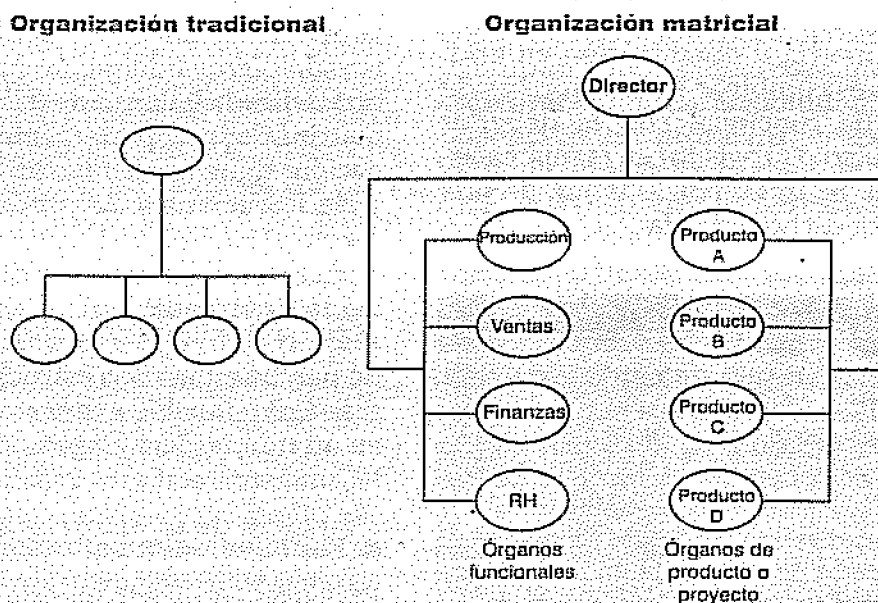 Organización tradicional
Organización matricial
Director
Producción
Ventas
Finanzas
RH
Órganos
funcionales
Producto
A
Producto
B
Producto
C
Producto
D
Órganos de
producto o
proyecto